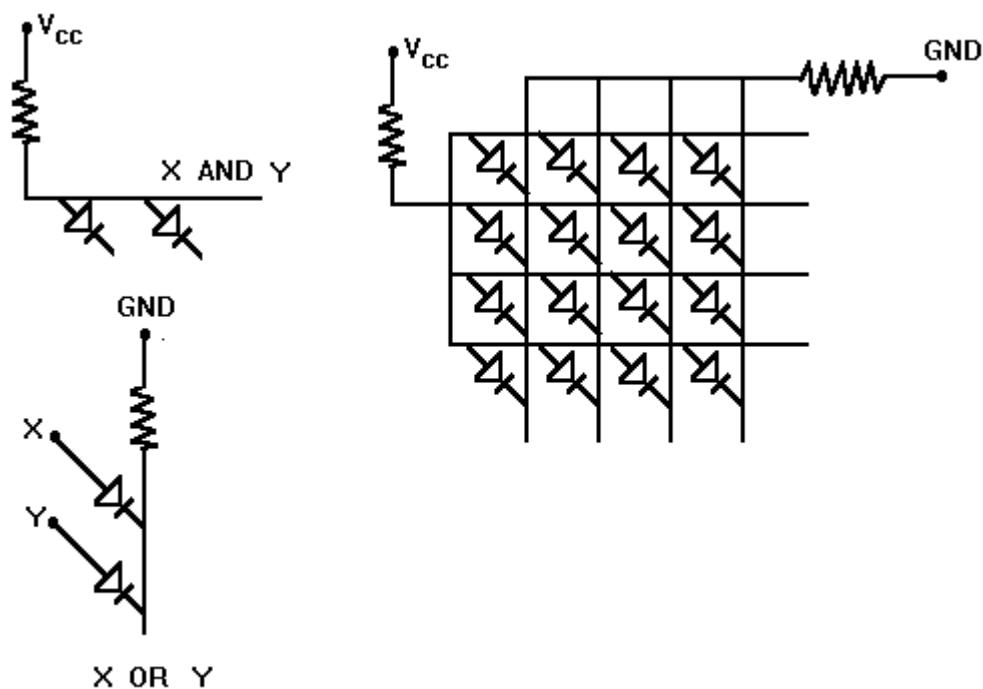 VCC
X AND Y
GND
X
Y
X OR Y
VCC
GND